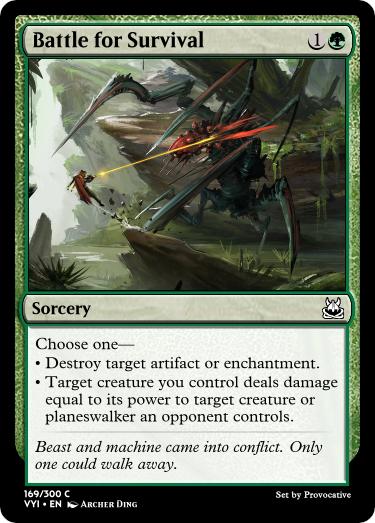 Battle for Survival 1
Sorcery
Choose one—
• Destroy target artifact or enchantment.
• Target creature you control deals damage
equal to its power to target creature or
planeswalker an opponent controls.
Beast and machine came into conflict. Only
one could walk away.
169/300 C
VYI • EN Archer Ding
Set by Provocative